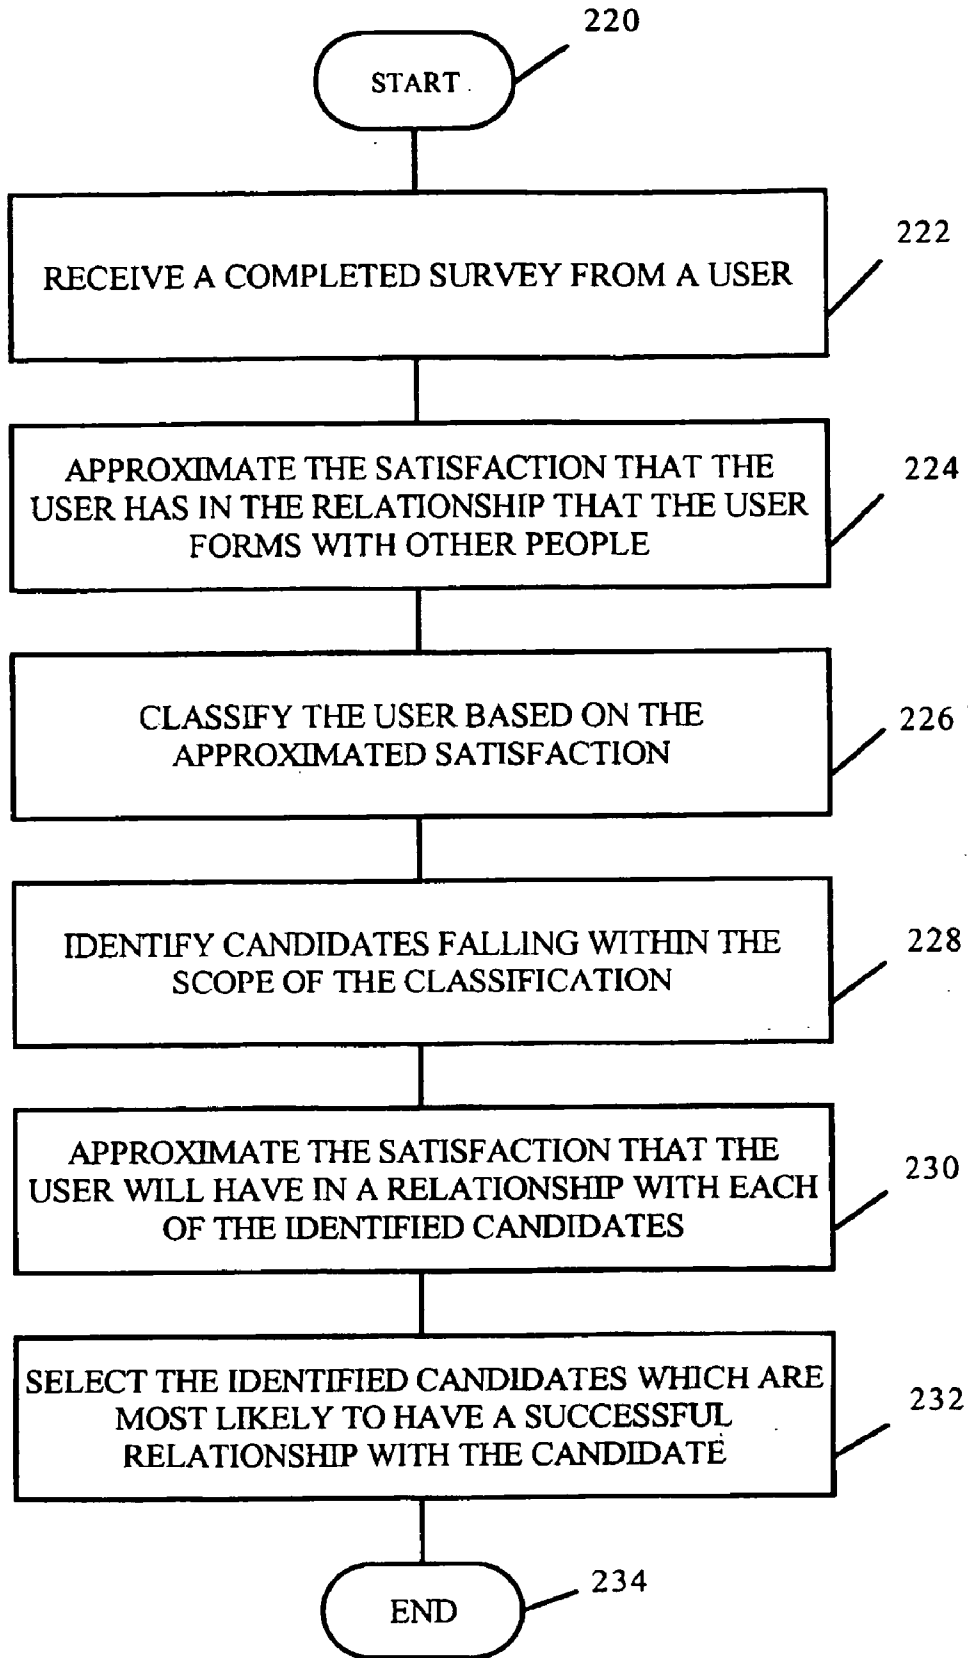 220
START
222
RECEIVE A COMPLETED SURVEY FROM A USER
224
APPROXIMATE THE SATISFACTION THAT THE
USER HAS IN THE RELATIONSHIP THAT THE USER
FORMS WITH OTHER PEOPLE
226
CLASSIFY THE USER BASED ON THE
APPROXIMATED SATISFACTION
228
IDENTIFY CANDIDATES FALLING WITHIN THE
SCOPE OF THE CLASSIFICATION
230
APPROXIMATE THE SATISFACTION THAT THE
USER WILL HAVE IN A RELATIONSHIP WITH EACH
OF THE IDENTIFIED CANDIDATES
232
SELECT THE IDENTIFIED CANDIDATES WHICH ARE
MOST LIKELY TO HAVE A SUCCESSFUL
RELATIONSHIP WITH THE CANDIDATE
234
END